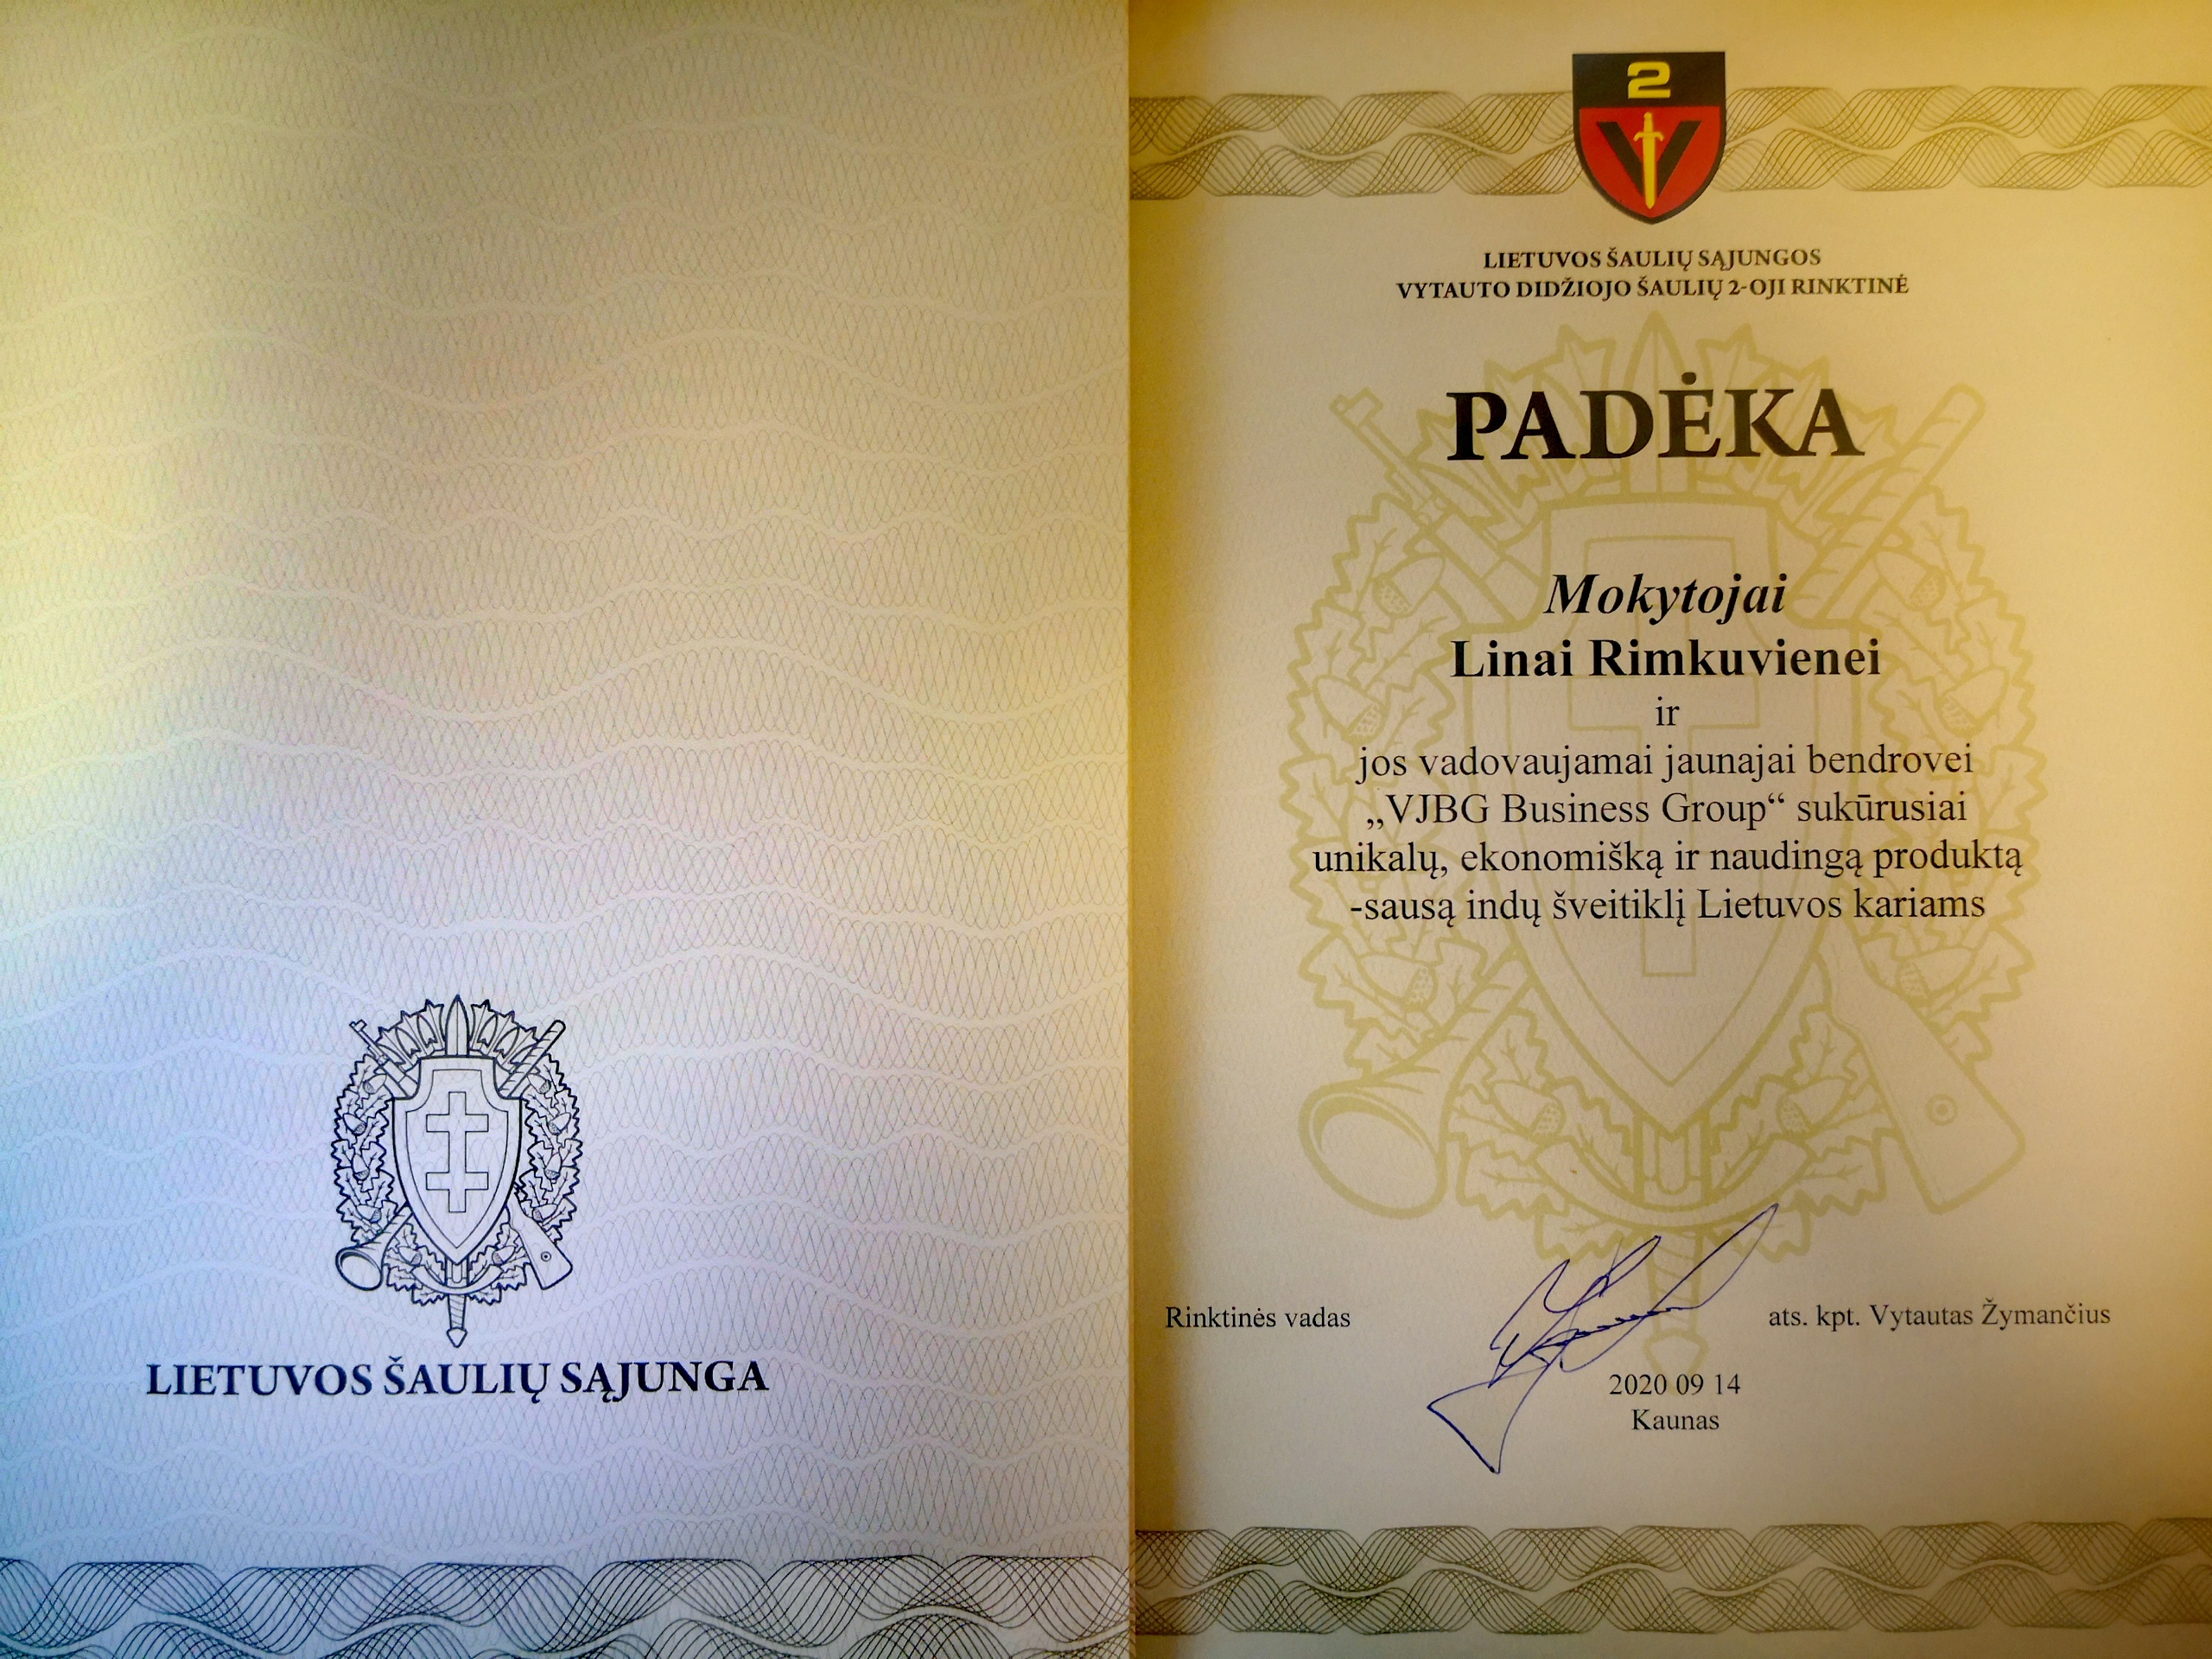 LIETUVOS ŠAULIŲ SĄJUNGA
2
V
LIETUVOS ŠAULIŲ SĄJUNGOS
VYTAUTO DIDŽIOJO ŠAULIŲ 2-OJI RINKTINĖ
PADĖKA
Mokytojai
Linai Rimkuvienei
ir
jos vadovaujamai jaunajai bendrovei
„VJBG Business Group“ sukūrusiai
unikalų, ekonomišką ir naudingą produktą
-sausą indų šveitiklį Lietuvos kariams
Rinktinės vadas ats. kpt. Vytautas Žymančius
2020 09 14
Kaunas